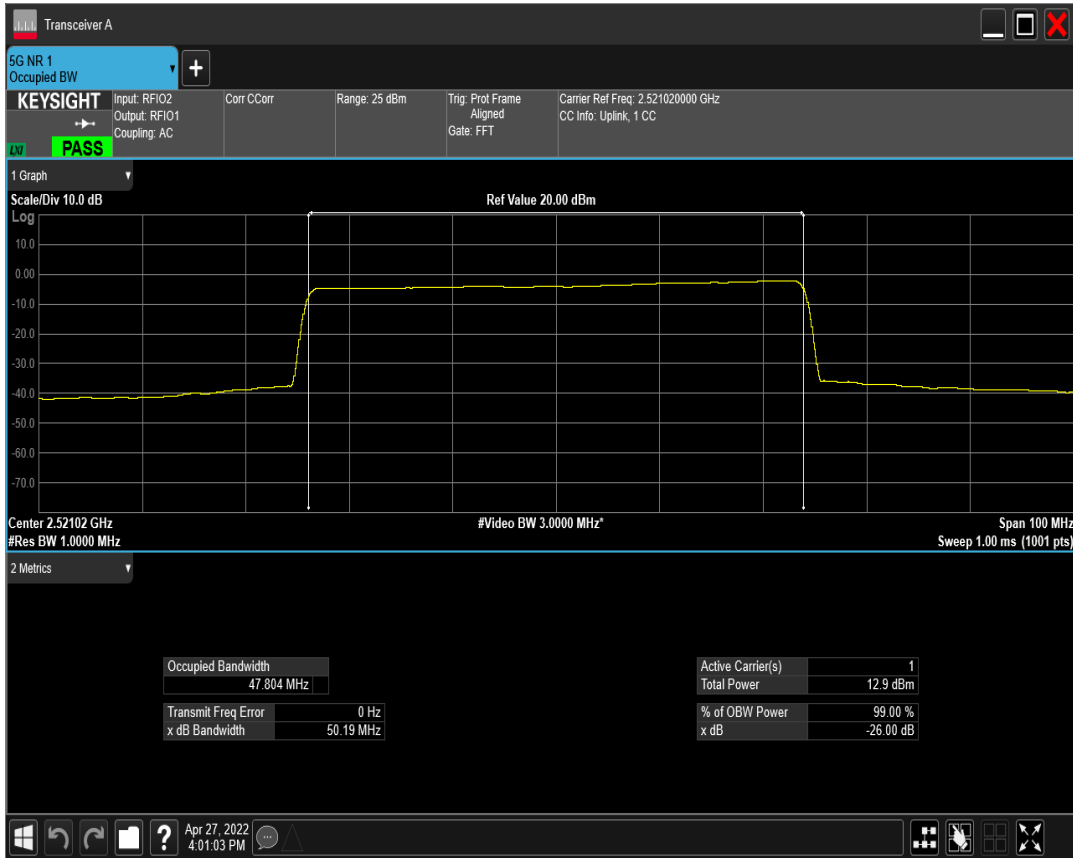 Transceiver A
5G NR 1
Occupied BW
+
KEYSIGHT
Input: RFIO2
Output: RFIO1
Coupling: AC
Corr CCorr
Range: 25 dBm
Trig: Prot Frame
Aligned
Gate: FFT
Carrier Ref Freq: 2.521020000 GHz
CC Info: Uplink, 1 CC
LXI
PASS
1 Graph
Scale/Div 10.0 dB
Ref Value 20.00 dBm
Log
10.0
0.00
-10.0
-20.0
-30.0
-40.0
-50.0
-60.0
-70.0
Center 2.52102 GHz
#Video BW 3.0000 MHz*
Span 100 MHz
#Res BW 1.0000 MHz
Sweep 1.00 ms (1001 pts)
2 Metrics
Occupied Bandwidth
47.804 MHz
Transmit Freq Error 0 Hz
x dB Bandwidth 50.19 MHz
Active Carrier(s) 1
Total Power 12.9 dBm
% of OBW Power 99.00 %
x dB -26.00 dB
?
Apr 27, 2022
4:01:03 PM